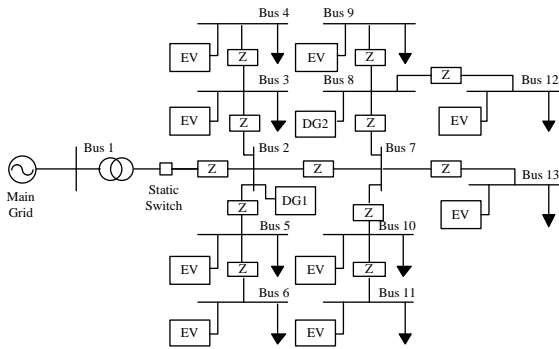 Bus 4
Bus 9
EV
Z
EV
Z
Bus 3
Bus 8
Z
Bus 12
EV
Z
DG2
Z
EV
Bus 1
Bus 2
Bus 7
Z
Z
Z
Main
Grid
Static
Switch
Z
DG1
Z
Bus 13
EV
Bus 5
Bus 10
EV
Z
EV
Z
Bus 6
Bus 11
EV
EV